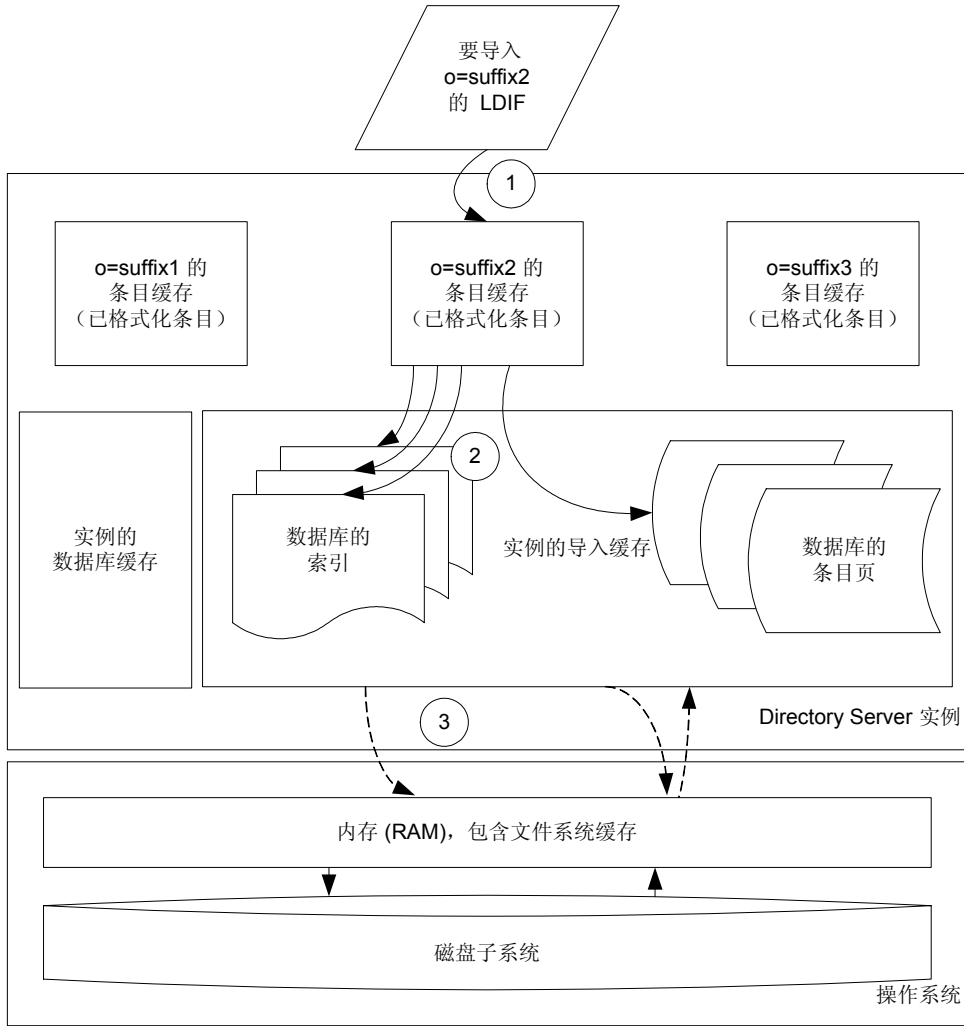 要导入
o=suffix2
的 LDIF
1
o=suffix1 的
条目缓存
（已格式化条目）
o=suffix2 的
条目缓存
（已格式化条目）
o=suffix3 的
条目缓存
（已格式化条目）
实例的
数据库缓存
2
数据库的
索引
实例的导入缓存
数据库的
条目页
3
Directory Server 实例
内存 (RAM)，包含文件系统缓存
磁盘子系统
操作系统